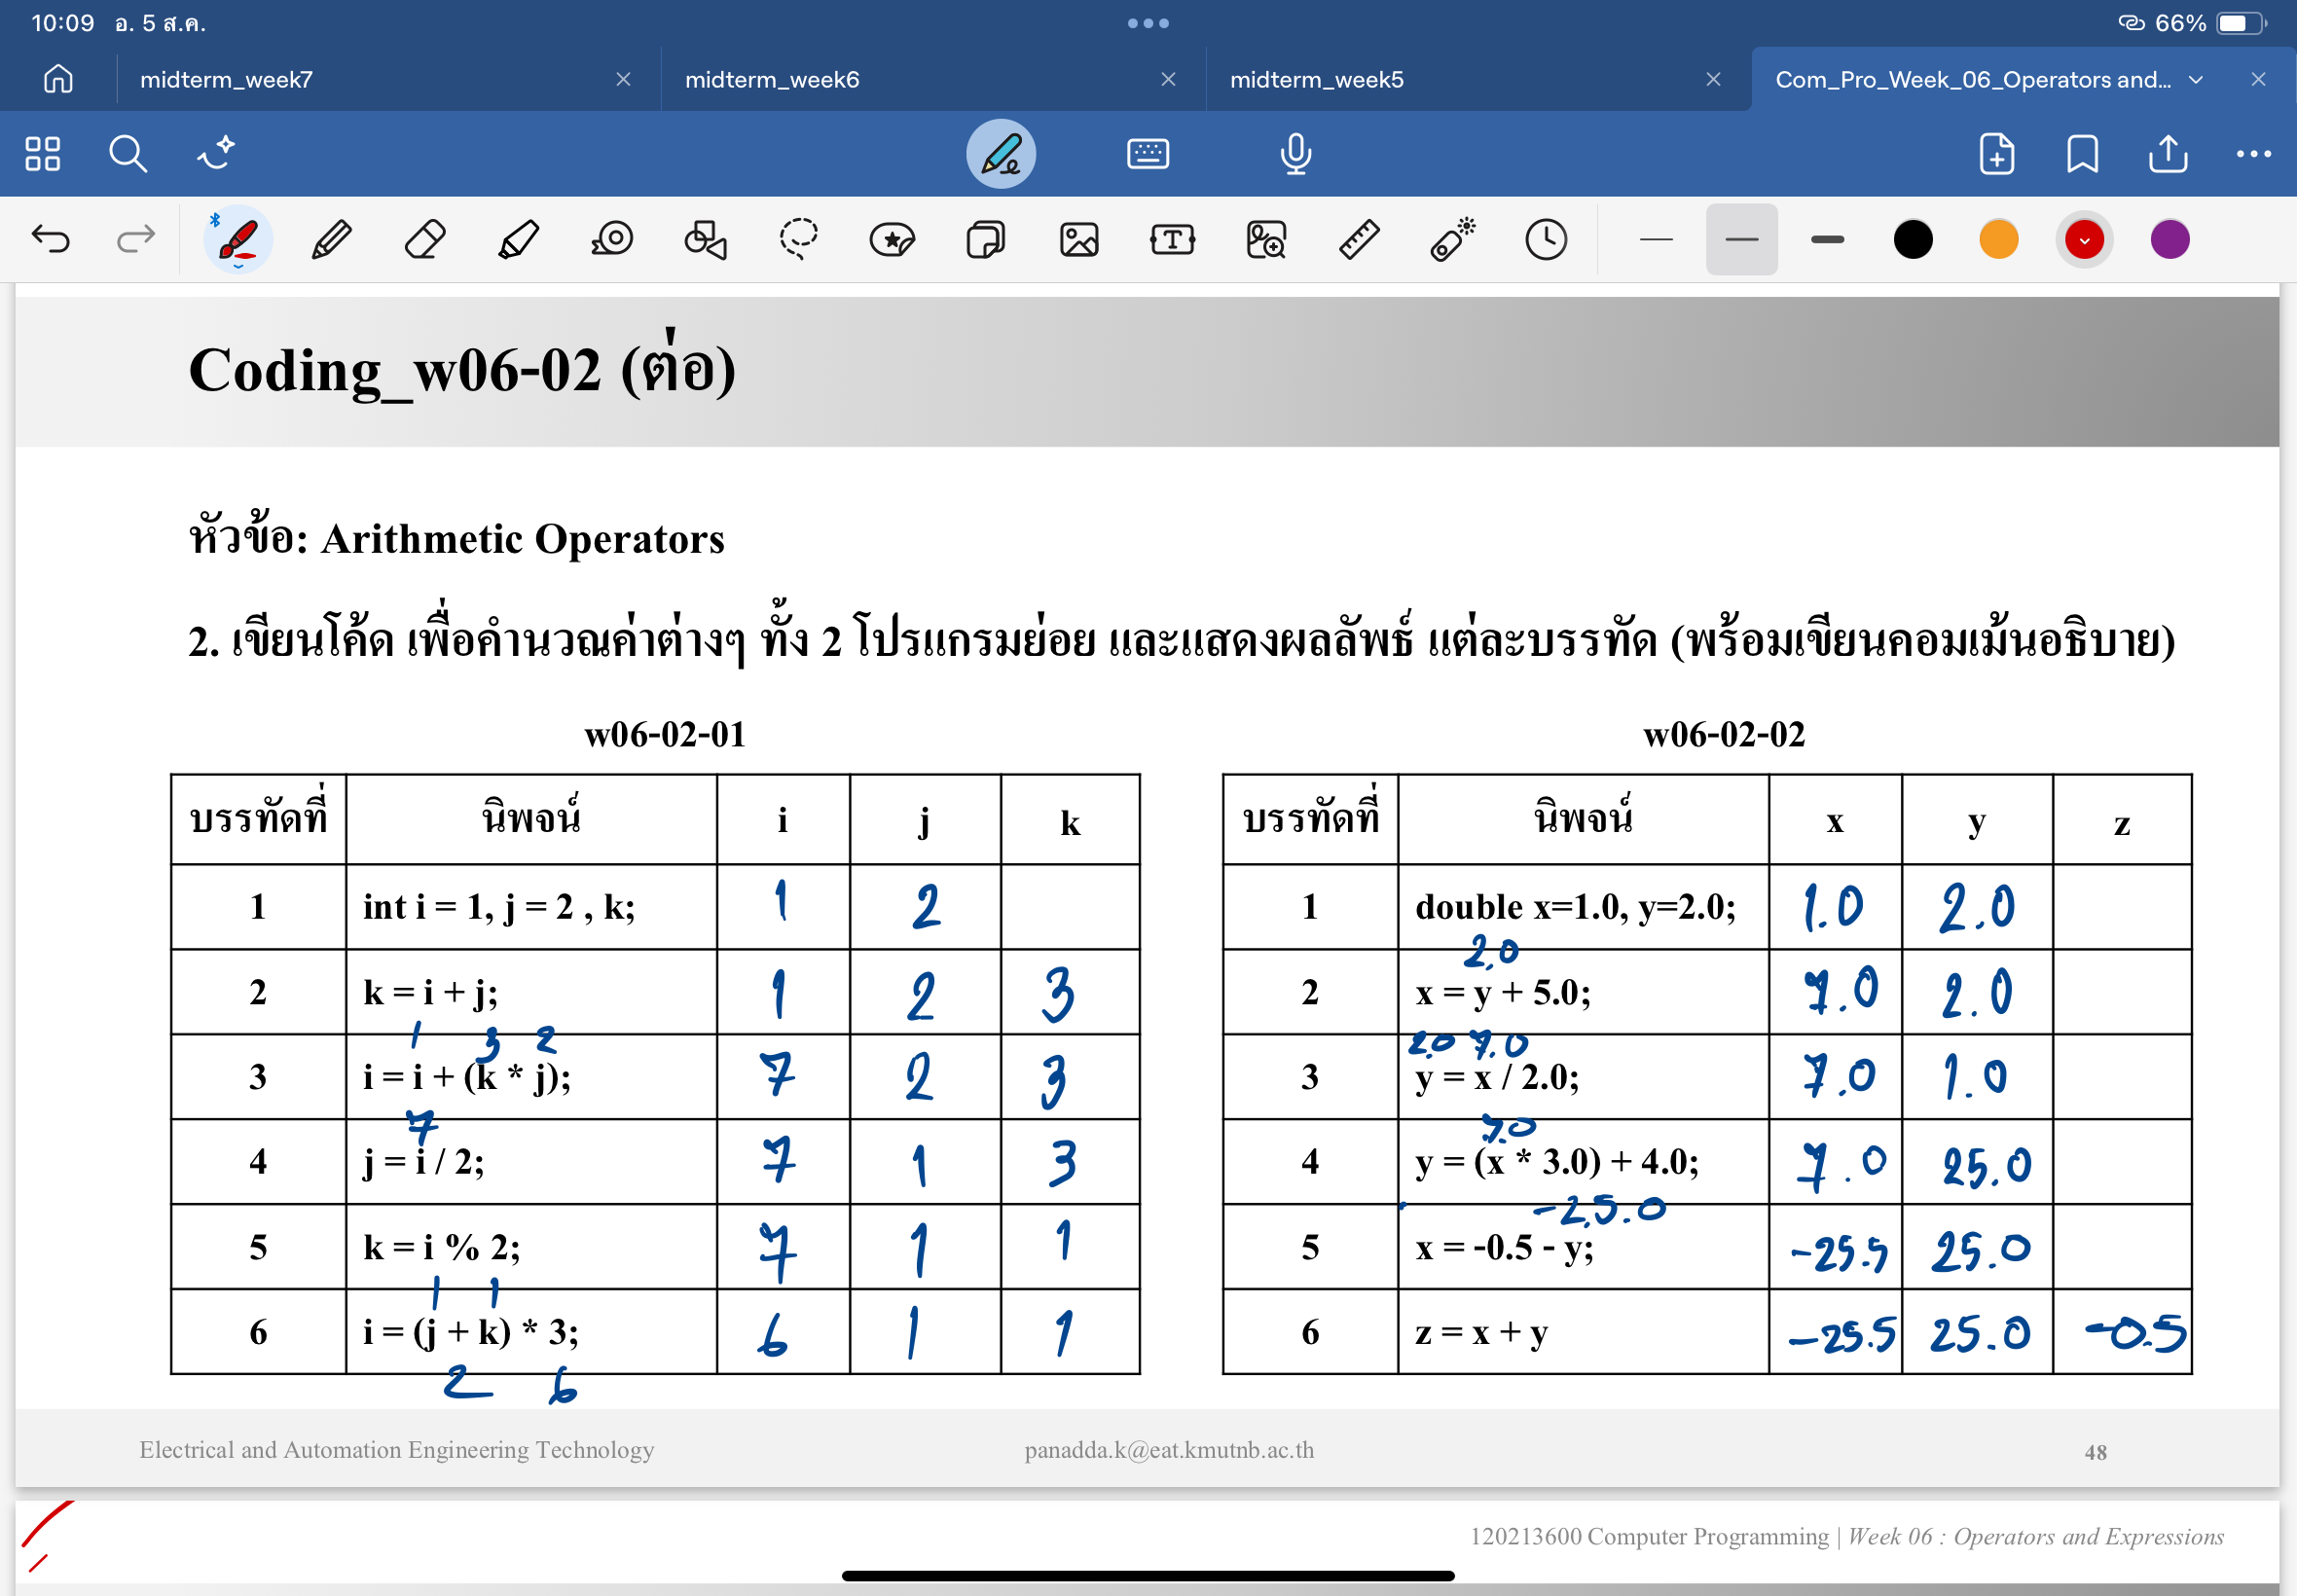 10:09 อ. 5 ส.ค. 66%
midterm_week7 midterm_week6 midterm_week5 Com_Pro_Week_06_Operators and...
Coding_w06-02 (ต่อ)
หัวข้อ: Arithmetic Operators
2. เขียนโค้ด เพื่อคำนวณค่าต่างๆ ทั้ง 2 โปรแกรมย่อย และแสดงผลลัพธ์ แต่ละบรรทัด (พร้อมเขียนคอมเม้นอธิบาย)
w06-02-01
บรรทัดที่ นิพจน์ i j k
1 int i = 1, j = 2 , k; 1 2
2 k = i + j; 1 2 3
1 3 2
3 i = i + (k * j); 7 2 3
7
4 j = i / 2; 7 1 3
5 k = i % 2; 7 1 1
1 1
6 i = (j + k) * 3; 6 1 1
2 6
w06-02-02
บรรทัดที่ นิพจน์ x y z
1 double x=1.0, y=2.0; 1.0 2.0
2.0
2 x = y + 5.0; 7.0 2.0
2.0 7.0
3 y = x / 2.0; 7.0 1.0
7.0
4 y = (x * 3.0) + 4.0; 7.0 25.0
-25.0
5 x = -0.5 - y; -25.5 25.0
6 z = x + y -25.5 25.0 -0.5
Electrical and Automation Engineering Technology panadda.k@eat.kmutnb.ac.th 48
120213600 Computer Programming | Week 06 : Operators and Expressions